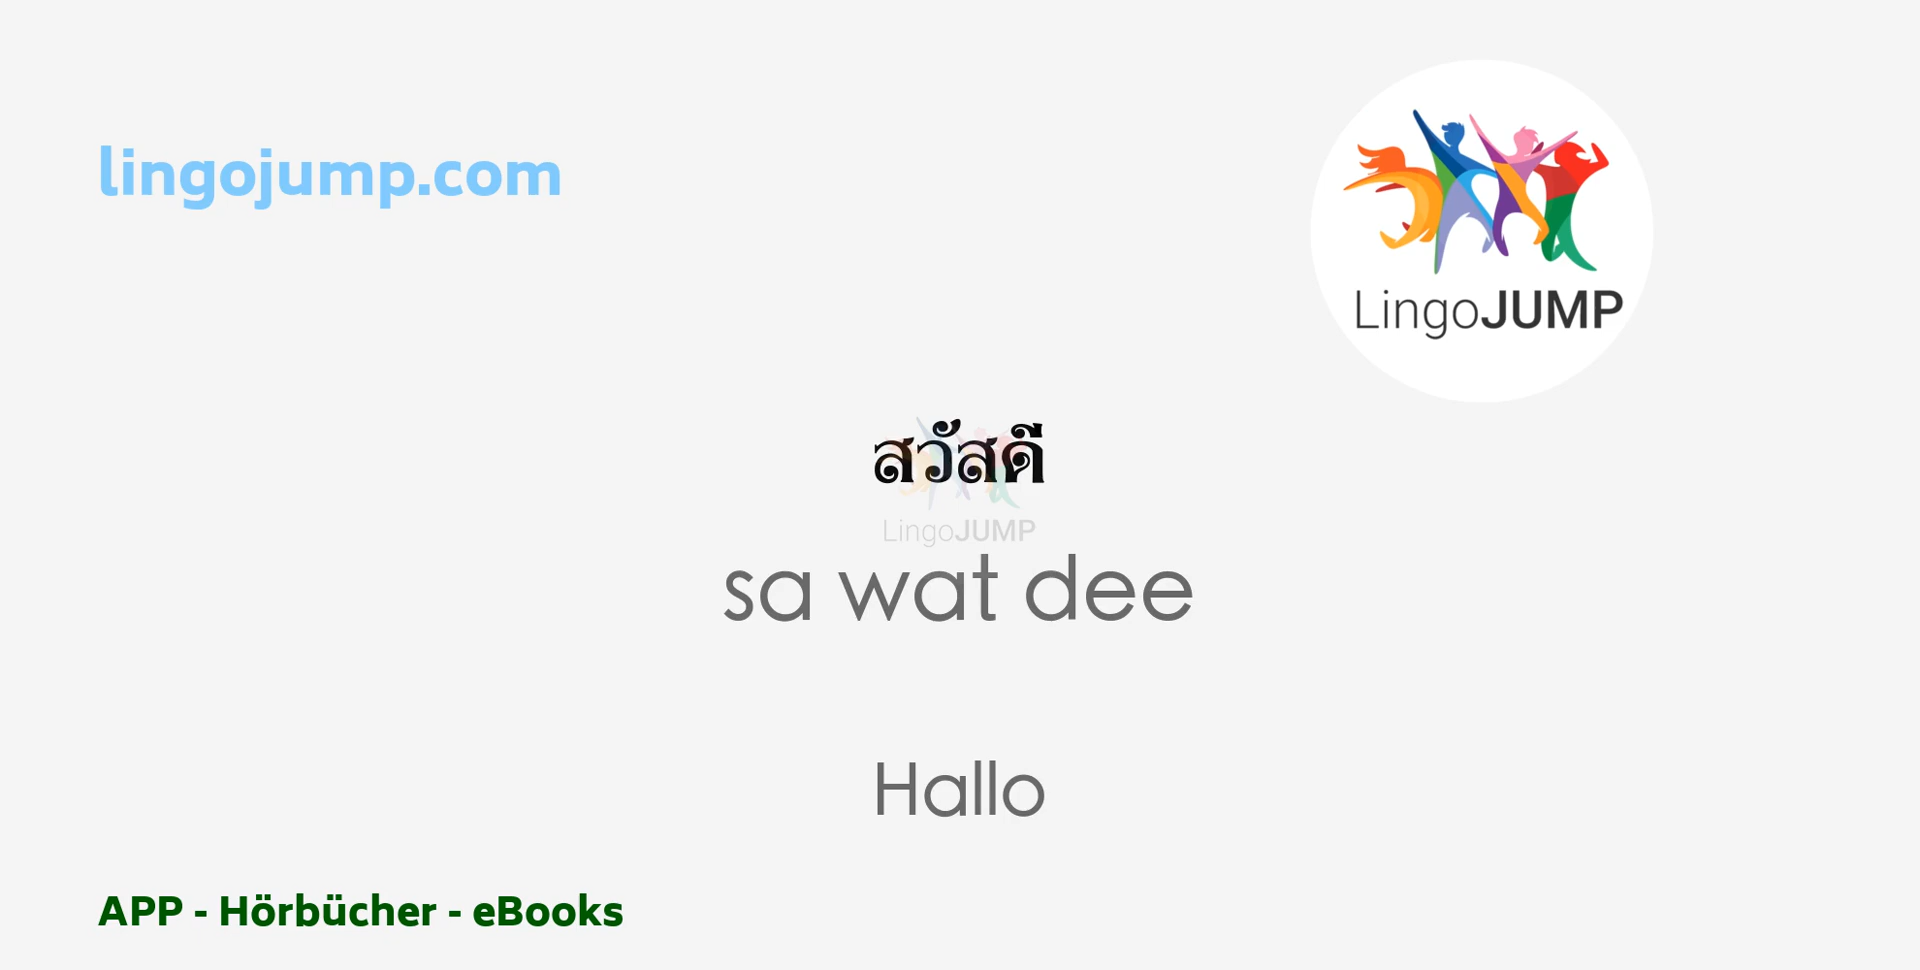 lingojump.com
LingoJUMP
สวัสดี
LingoJUMP
sa wat dee
Hallo
APP - Hörbücher - eBooks